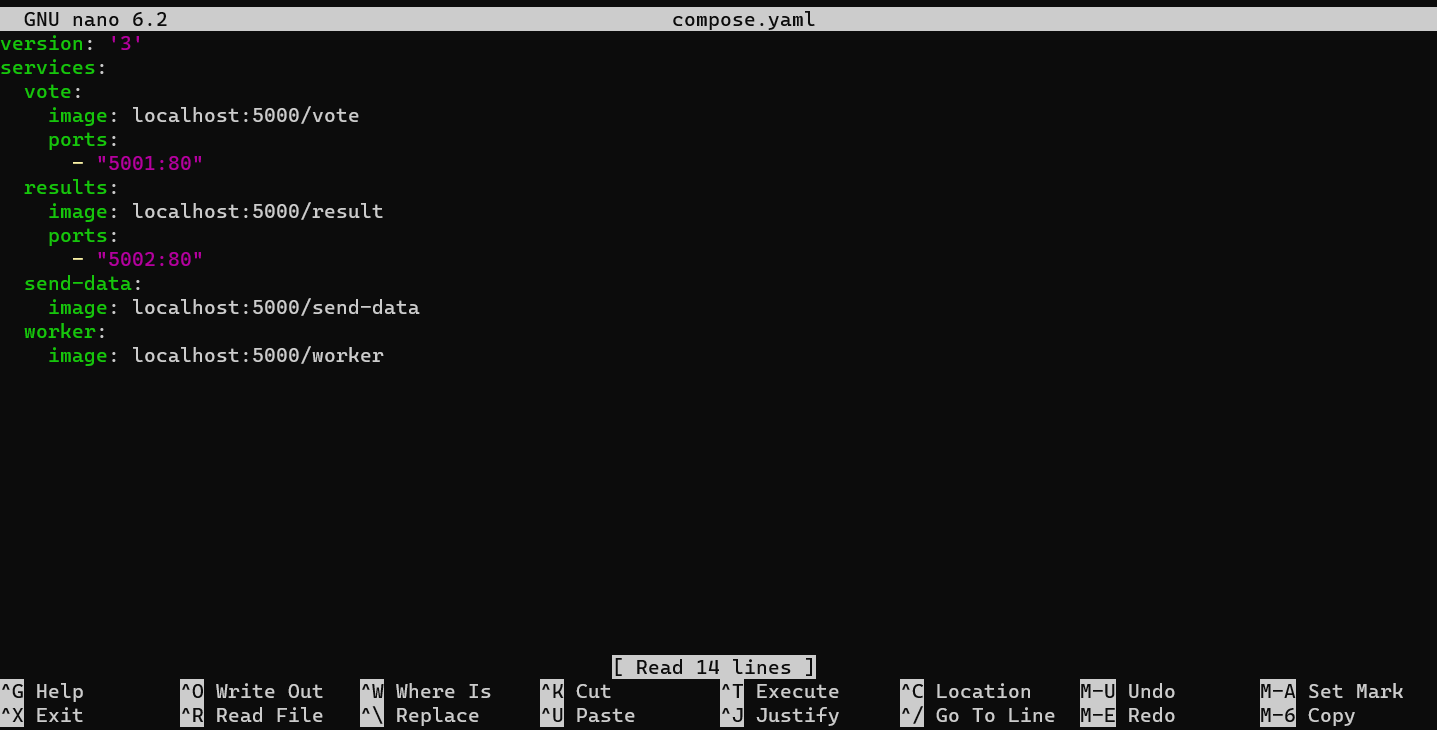 GNU nano 6.2 compose.yaml
version: '3'
services:
  vote:
    image: localhost:5000/vote
    ports:
      - "5001:80"
  results:
    image: localhost:5000/result
    ports:
      - "5002:80"
  send-data:
    image: localhost:5000/send-data
  worker:
    image: localhost:5000/worker
[ Read 14 lines ]
^G Help ^O Write Out ^W Where Is ^K Cut ^T Execute ^C Location M-U Undo M-A Set Mark
^X Exit ^R Read File ^\ Replace ^U Paste ^J Justify ^/ Go To Line M-E Redo M-6 Copy